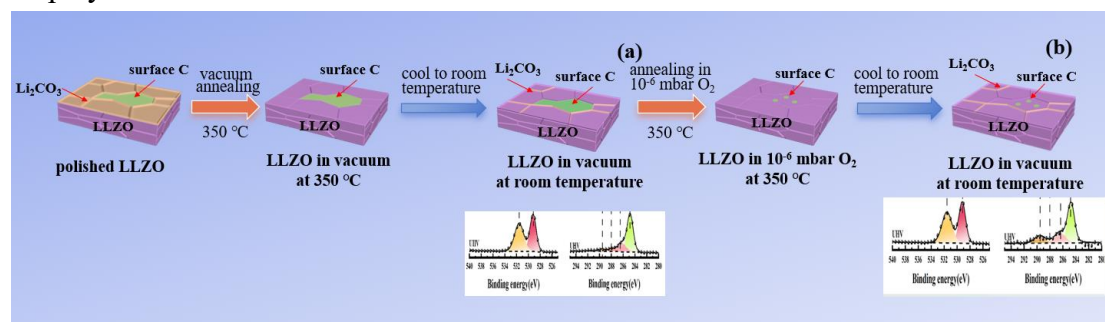 (a)
(b)
Li₂CO₃
surface C
LLZO
polished LLZO
vacuum
annealing
350 °C
surface C
LLZO
LLZO in vacuum
at 350 °C
cool to room
temperature
Li₂CO₃
surface C
LLZO
LLZO in vacuum
at room temperature
annealing in
10⁻⁶ mbar O₂
350 °C
surface C
LLZO
LLZO in 10⁻⁶ mbar O₂
at 350 °C
cool to room
temperature
Li₂CO₃
surface C
LLZO
LLZO in vacuum
at room temperature
UHV
540 538 536 534 532 530 528 526
Binding energy(eV)
UHV
294 292 290 288 286 284 282 280
Binding energy(eV)
UHV
540 538 536 534 532 530 528 526
Binding energy(eV)
UHV
294 292 290 288 286 284 282 280
Binding energy(eV)